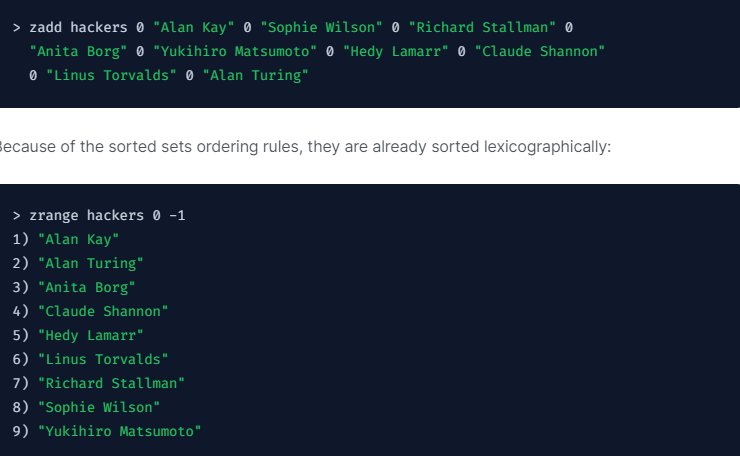 > zadd hackers 0 "Alan Kay" 0 "Sophie Wilson" 0 "Richard Stallman" 0
"Anita Borg" 0 "Yukihiro Matsumoto" 0 "Hedy Lamarr" 0 "Claude Shannon"
0 "Linus Torvalds" 0 "Alan Turing"
Because of the sorted sets ordering rules, they are already sorted lexicographically:
> zrange hackers 0 -1
1) "Alan Kay"
2) "Alan Turing"
3) "Anita Borg"
4) "Claude Shannon"
5) "Hedy Lamarr"
6) "Linus Torvalds"
7) "Richard Stallman"
8) "Sophie Wilson"
9) "Yukihiro Matsumoto"